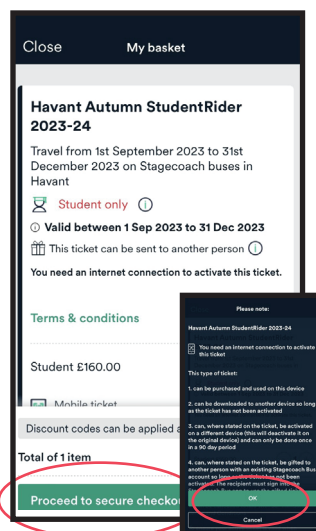 Close
My basket
Havant Autumn StudentRider
2023-24
Travel from 1st September 2023 to 31st
December 2023 on Stagecoach buses in
Havant
Student only
Valid between 1 Sep 2023 to 31 Dec 2023
This ticket can be sent to another person
You need an internet connection to activate this ticket.
Terms & conditions
Student £160.00
Mobile ticket
Discount codes can be applied a
Total of 1 item
Proceed to secure checkou
Please note:
Havant Autumn StudentRider 2023-24
You need an internet connection to activate
this ticket
This type of ticket:
1. can be purchased and used on this device
2. can be downloaded to another device so long
as the ticket has not been activated
3. can, where stated on the ticket, be activated
on a different device (this will deactivate it on
the original device) and can only be done once
in a 90 day period
4. can, where stated on the ticket, be gifted to
another person with an existing Stagecoach Bus
account so long as the ticket has not been
activated. The recipient must sign into the
OK
Cancel